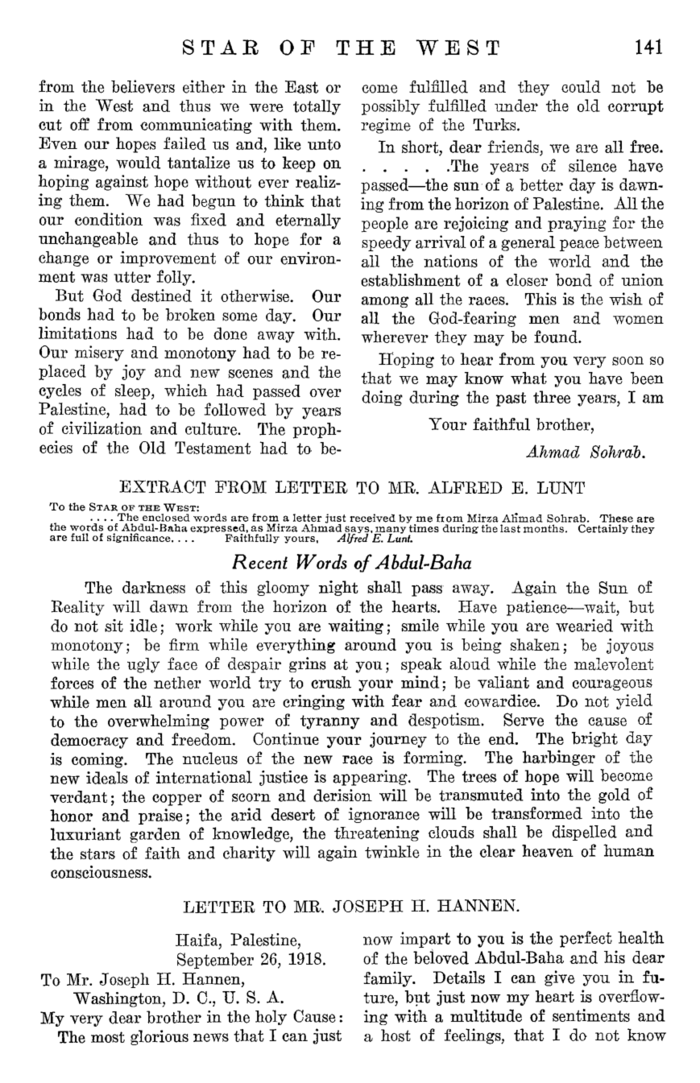 STAR OF THE WEST 141
from the believers either in the East or
in the West and thus we were totally
cut off from communicating with them.
Even our hopes failed us and, like unto
a mirage, would tantalize us to keep on
hoping against hope without ever realiz-
ing them. We had begun to think that
our condition was fixed and eternally
unchangeable and thus to hope for a
change or improvement of our environ-
ment was utter folly.
But God destined it otherwise. Our
bonds had to be broken some day. Our
limitations had to be done away with.
Our misery and monotony had to be re-
placed by joy and new scenes and the
cycles of sleep, which had passed over
Palestine, had to be followed by years
of civilization and culture. The proph-
ecies of the Old Testament had to be-
come fulfilled and they could not be
possibly fulfilled under the old corrupt
regime of the Turks.
In short, dear friends, we are all free.
. . . . .The years of silence have
passed—the sun of a better day is dawn-
ing from the horizon of Palestine. All the
people are rejoicing and praying for the
speedy arrival of a general peace between
all the nations of the world and the
establishment of a closer bond of union
among all the races. This is the wish of
all the God-fearing men and women
wherever they may be found.
Hoping to hear from you very soon so
that we may know what you have been
doing during the past three years, I am
Your faithful brother,
Ahmad Sohrab.
EXTRACT FROM LETTER TO MR. ALFRED E. LUNT
To the STAR OF THE WEST:
. . . . The enclosed words are from a letter just received by me from Mirza Ahmad Sohrab. These are
the words of Abdul-Baha expressed, as Mirza Ahmad says, many times during the last months. Certainly they
are full of significance. . . . Faithfully yours, Alfred E. Lunt.
Recent Words of Abdul-Baha
The darkness of this gloomy night shall pass away. Again the Sun of
Reality will dawn from the horizon of the hearts. Have patience—wait, but
do not sit idle; work while you are waiting; smile while you are wearied with
monotony; be firm while everything around you is being shaken; be joyous
while the ugly face of despair grins at you; speak aloud while the malevolent
forces of the nether world try to crush your mind; be valiant and courageous
while men all around you are cringing with fear and cowardice. Do not yield
to the overwhelming power of tyranny and despotism. Serve the cause of
democracy and freedom. Continue your journey to the end. The bright day
is coming. The nucleus of the new race is forming. The harbinger of the
new ideals of international justice is appearing. The trees of hope will become
verdant; the copper of scorn and derision will be transmuted into the gold of
honor and praise; the arid desert of ignorance will be transformed into the
luxuriant garden of knowledge, the threatening clouds shall be dispelled and
the stars of faith and charity will again twinkle in the clear heaven of human
consciousness.
LETTER TO MR. JOSEPH H. HANNEN.
Haifa, Palestine,
September 26, 1918.
To Mr. Joseph H. Hannen,
Washington, D. C., U. S. A.
My very dear brother in the holy Cause:
The most glorious news that I can just
now impart to you is the perfect health
of the beloved Abdul-Baha and his dear
family. Details I can give you in fu-
ture, but just now my heart is overflow-
ing with a multitude of sentiments and
a host of feelings, that I do not know